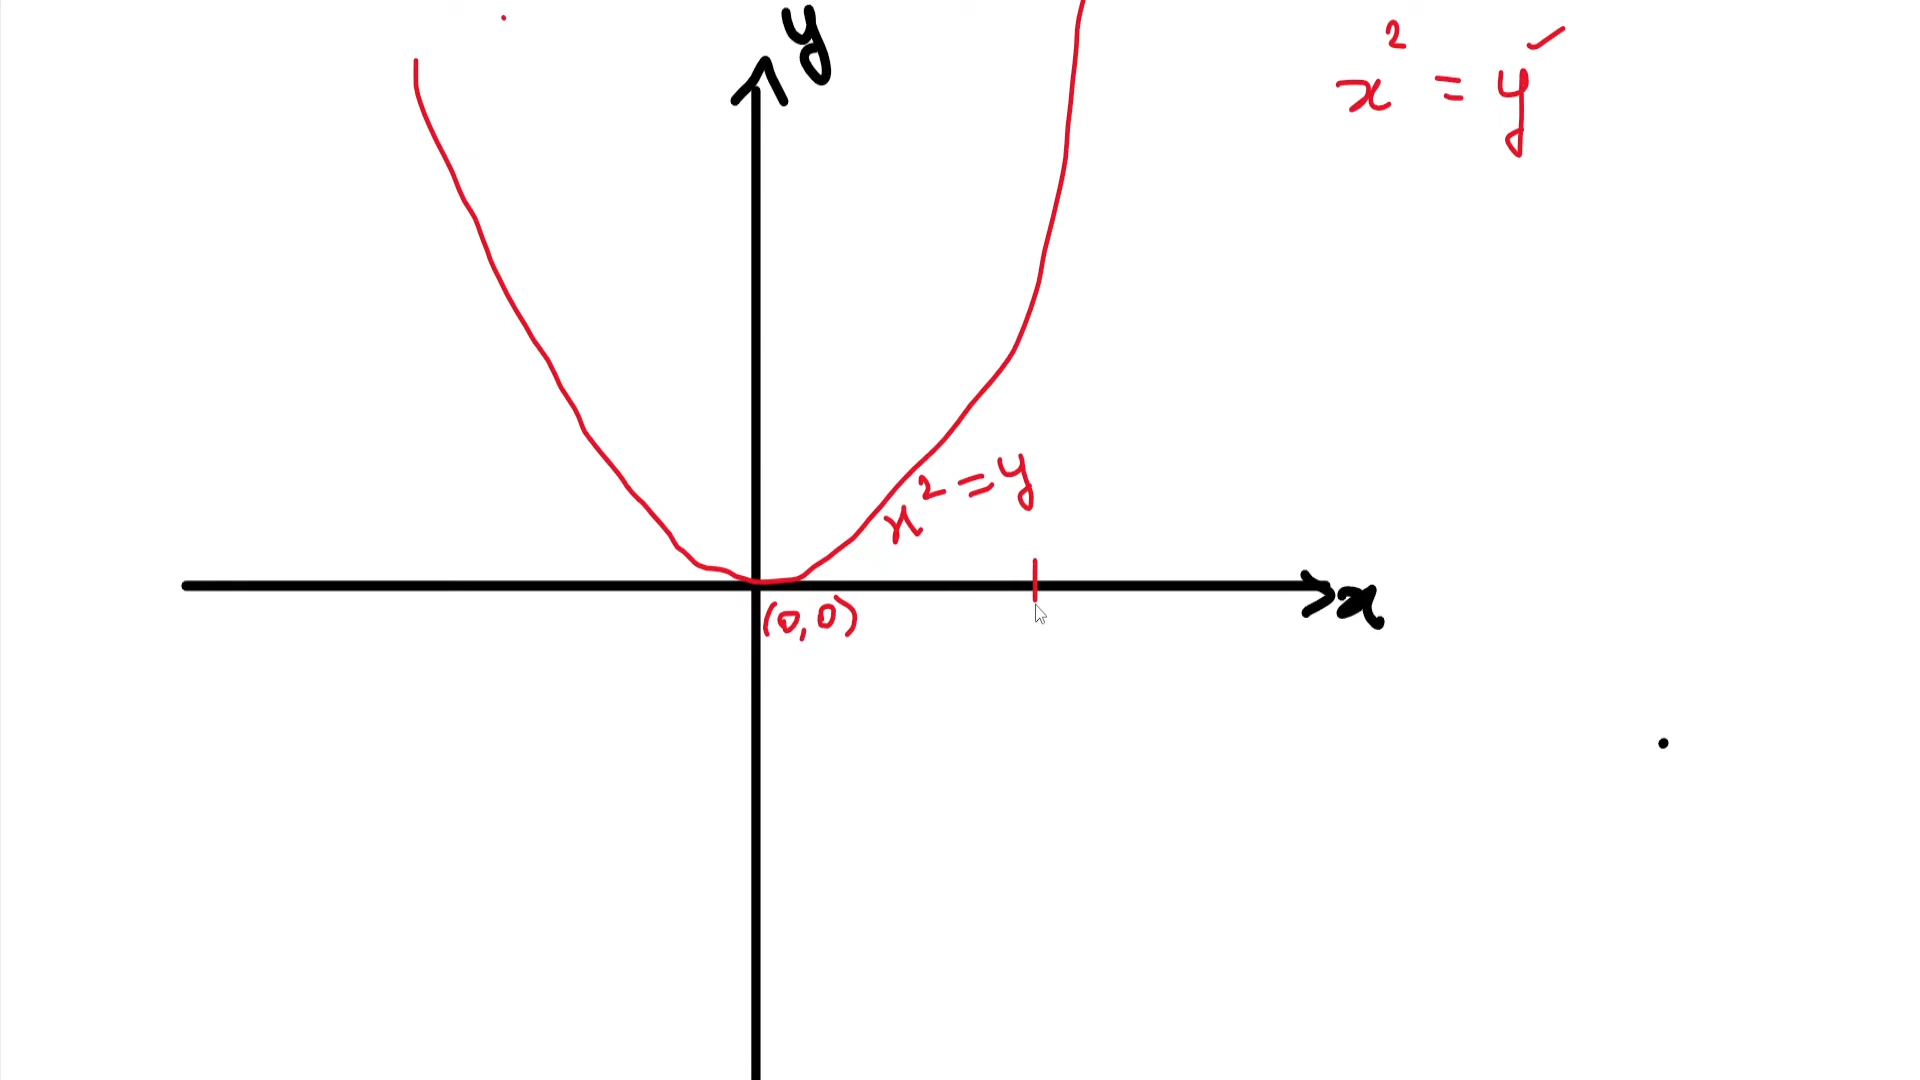 y
x² = y
x² = y
x
(0,0)